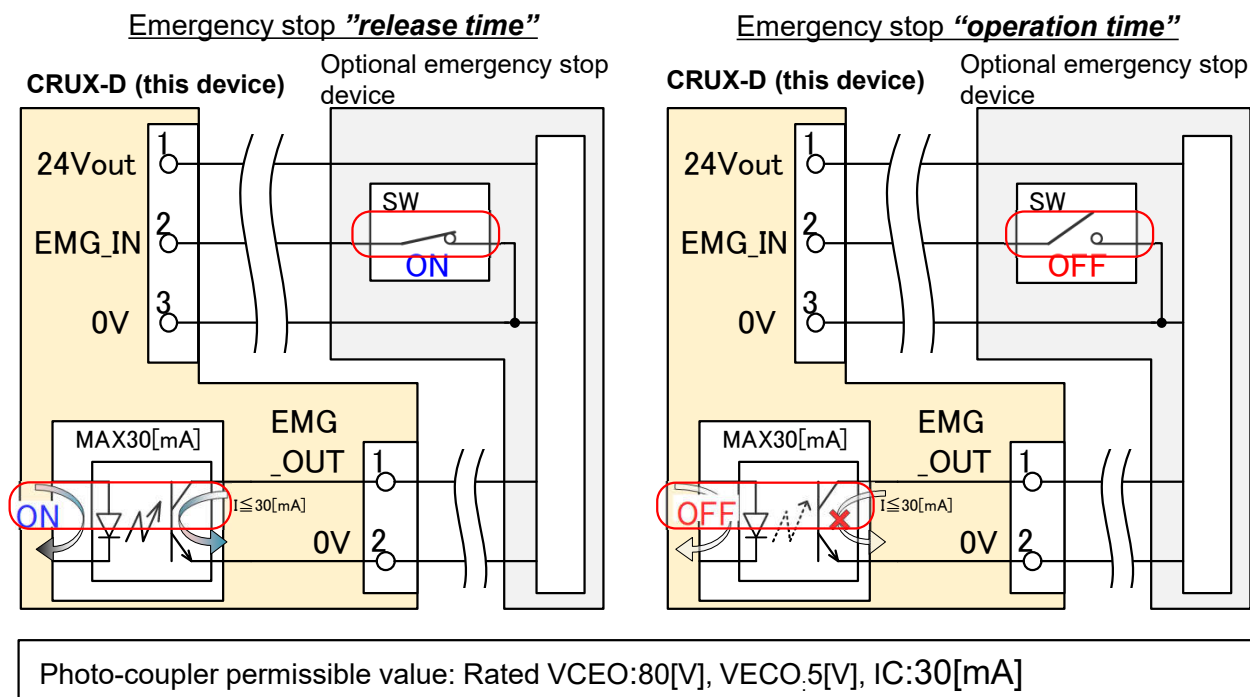 Emergency stop ”release time”
CRUX-D (this device)
Optional emergency stop
device
1
24Vout
SW
2
EMG_IN
ON
3
0V
MAX30[mA]
EMG
_OUT
1
ON
I≦30[mA]
0V
2
Emergency stop “operation time”
CRUX-D (this device)
Optional emergency stop
device
1
24Vout
SW
2
EMG_IN
OFF
3
0V
MAX30[mA]
EMG
_OUT
1
OFF
I≦30[mA]
0V
2
Photo-coupler permissible value: Rated VCEO:80[V], VECO:5[V], IC:30[mA]